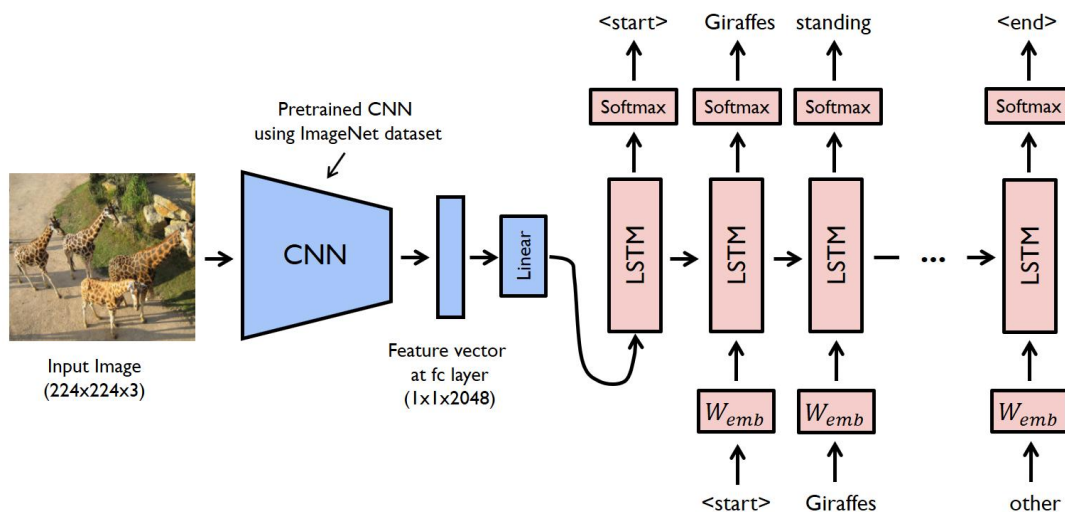 <start> Giraffes standing <end>
Softmax Softmax Softmax Softmax
Pretrained CNN
using ImageNet dataset
CNN
Linear
LSTM LSTM LSTM ... LSTM
Input Image
(224x224x3)
Feature vector
at fc layer
(1x1x2048)
W_emb W_emb W_emb
<start> Giraffes other